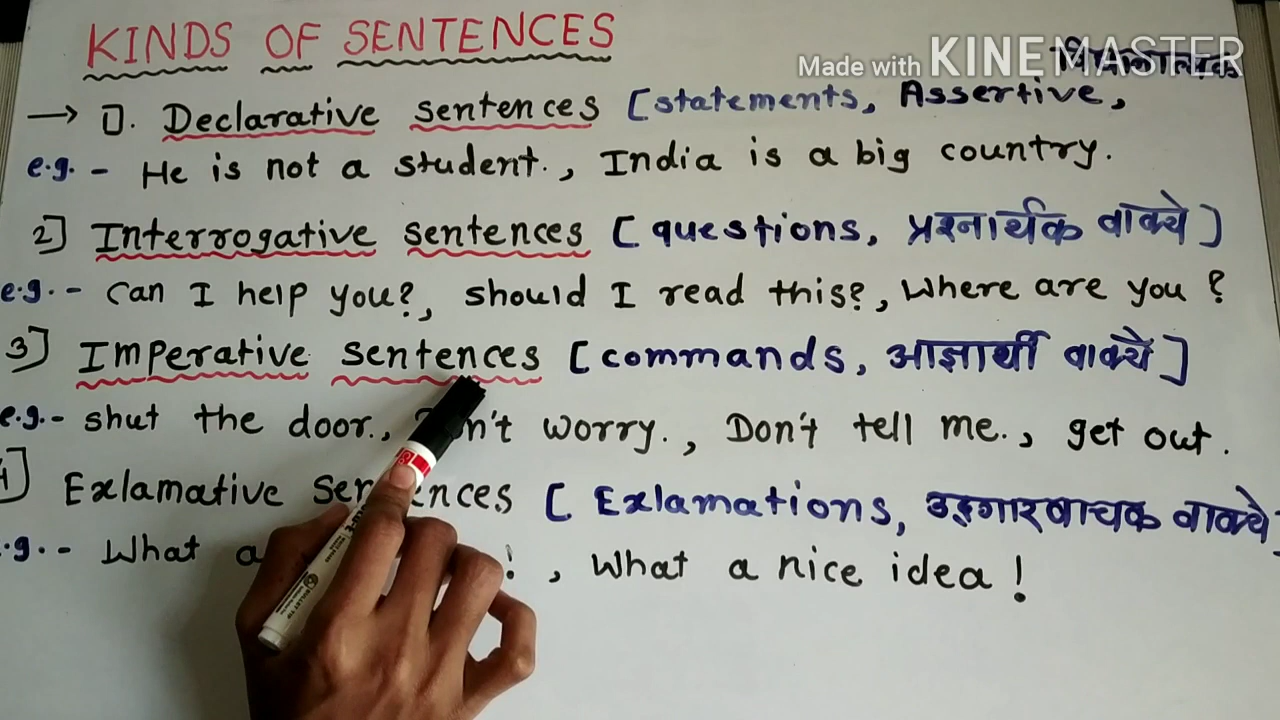 KINDS OF SENTENCES
Made with KINEMASTER
→ 1]. Declarative sentences [statements, Assertive,
e.g. - He is not a student., India is a big country.
2] Interrogative sentences [questions, प्रश्नार्थक वाक्ये]
e.g. - Can I help you?, should I read this?, Where are you ?
3] Imperative sentences [commands, आज्ञार्थी वाक्ये]
e.g. - shut the door., worry., Don't tell me., get out.
4] Exlamative sentences [Exlamations, उद्गारवाचक वाक्ये]
.g. - What a ! , What a nice idea !